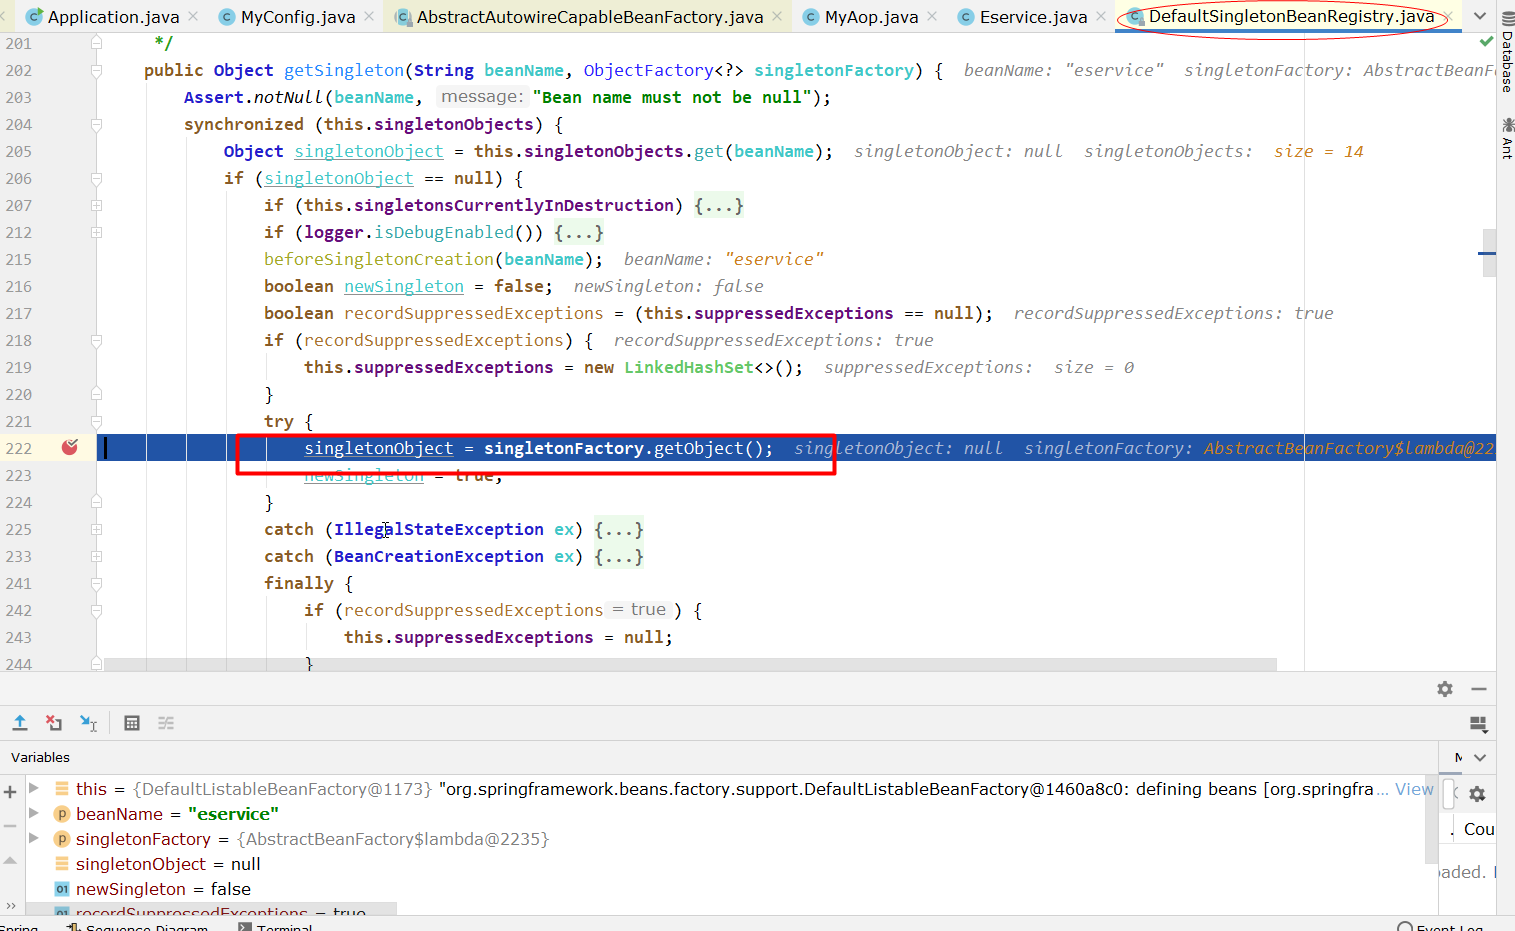 Application.java MyConfig.java AbstractAutowireCapableBeanFactory.java MyAop.java Eservice.java DefaultSingletonBeanRegistry.java
201 */
202 public Object getSingleton(String beanName, ObjectFactory<?> singletonFactory) { beanName: "eservice" singletonFactory: AbstractBeanF
203 Assert.notNull(beanName, message: "Bean name must not be null");
204 synchronized (this.singletonObjects) {
205 Object singletonObject = this.singletonObjects.get(beanName); singletonObject: null singletonObjects: size = 14
206 if (singletonObject == null) {
207 if (this.singletonsCurrentlyInDestruction) {...}
212 if (logger.isDebugEnabled()) {...}
215 beforeSingletonCreation(beanName); beanName: "eservice"
216 boolean newSingleton = false; newSingleton: false
217 boolean recordSuppressedExceptions = (this.suppressedExceptions == null); recordSuppressedExceptions: true
218 if (recordSuppressedExceptions) { recordSuppressedExceptions: true
219 this.suppressedExceptions = new LinkedHashSet<>(); suppressedExceptions: size = 0
220 }
221 try {
222 singletonObject = singletonFactory.getObject(); singletonObject: null singletonFactory: AbstractBeanFactory$lambda@223
223 newSingleton = true;
224 }
225 catch (IllegalStateException ex) {...}
233 catch (BeanCreationException ex) {...}
241 finally {
242 if (recordSuppressedExceptions = true ) {
243 this.suppressedExceptions = null;
244 }
Database
Ant
Variables
this = {DefaultListableBeanFactory@1173} "org.springframework.beans.factory.support.DefaultListableBeanFactory@1460a8c0: defining beans [org.springfra... View
beanName = "eservice"
singletonFactory = {AbstractBeanFactory$lambda@2235}
Cou
singletonObject = null
oaded.
newSingleton = false
recordSuppressedExceptions = true
Spring Sequence Diagram Terminal Event Log